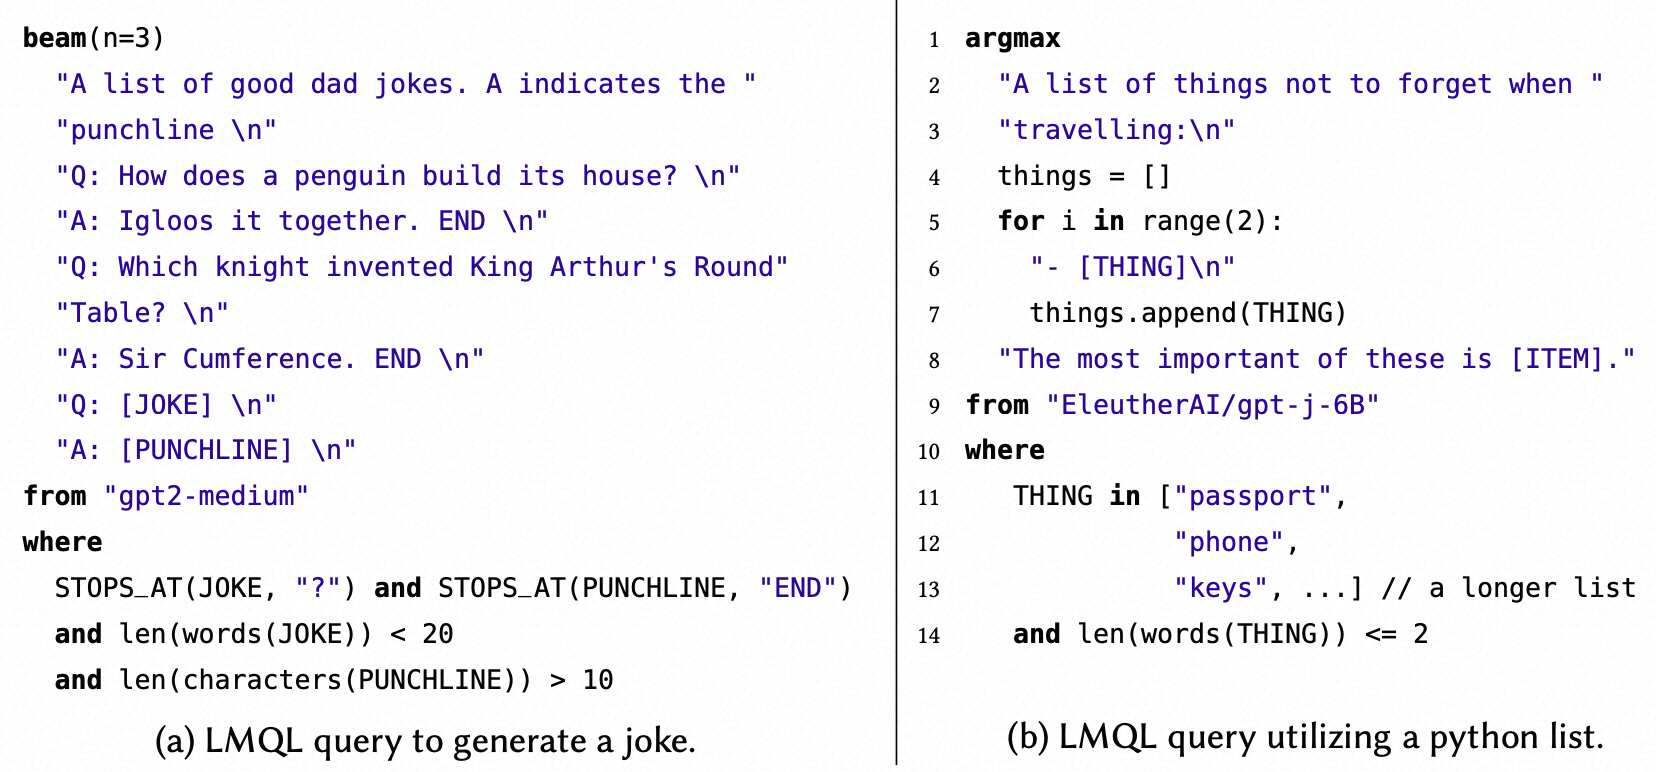 beam(n=3)
  "A list of good dad jokes. A indicates the "
  "punchline \n"
  "Q: How does a penguin build its house? \n"
  "A: Igloos it together. END \n"
  "Q: Which knight invented King Arthur's Round"
  "Table? \n"
  "A: Sir Cumference. END \n"
  "Q: [JOKE] \n"
  "A: [PUNCHLINE] \n"
from "gpt2-medium"
where
  STOPS_AT(JOKE, "?") and STOPS_AT(PUNCHLINE, "END")
  and len(words(JOKE)) < 20
  and len(characters(PUNCHLINE)) > 10
(a) LMQL query to generate a joke.
1 argmax
2   "A list of things not to forget when "
3   "travelling:\n"
4   things = []
5   for i in range(2):
6     "- [THING]\n"
7     things.append(THING)
8   "The most important of these is [ITEM]."
9 from "EleutherAI/gpt-j-6B"
10 where
11    THING in ["passport",
12              "phone",
13              "keys", ...] // a longer list
14    and len(words(THING)) <= 2
(b) LMQL query utilizing a python list.